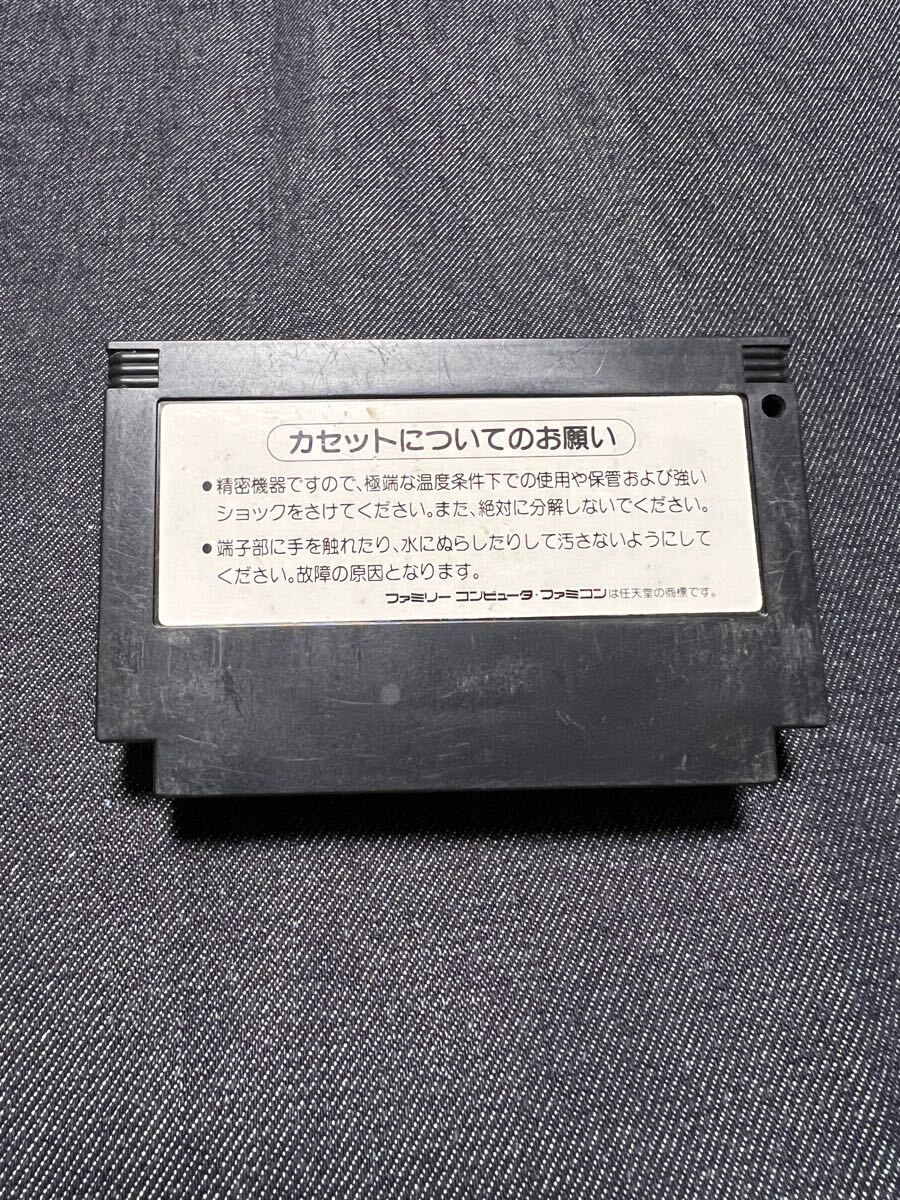 カセットについてのお願い
●精密機器ですので、極端な温度条件下での使用や保管および強い
ショックをさけてください。また、絶対に分解しないでください。
●端子部に手を触れたり、水にぬらしたりして汚さないようにして
ください。故障の原因となります。
ファミリー コンピュータ・ファミコンは任天堂の商標です。